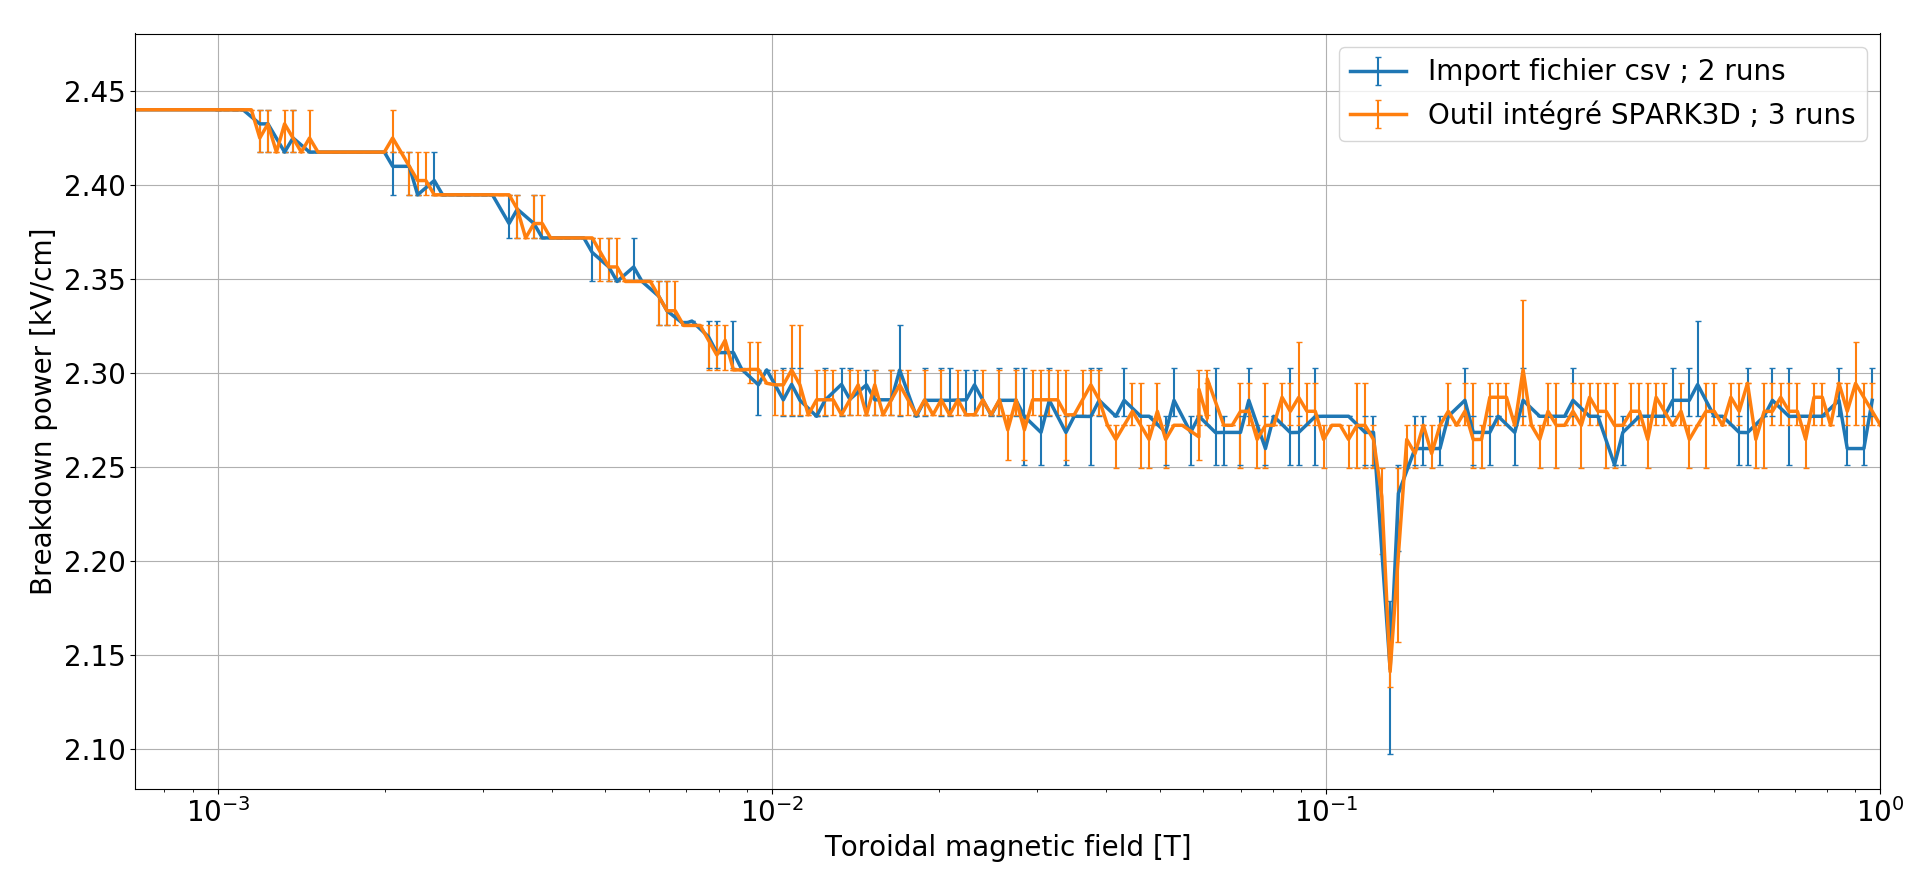 Import fichier csv ; 2 runs
Outil intégré SPARK3D ; 3 runs
Breakdown power [kV/cm]
2.45
2.40
2.35
2.30
2.25
2.20
2.15
2.10
10⁻³ 10⁻² 10⁻¹ 10⁰
Toroidal magnetic field [T]